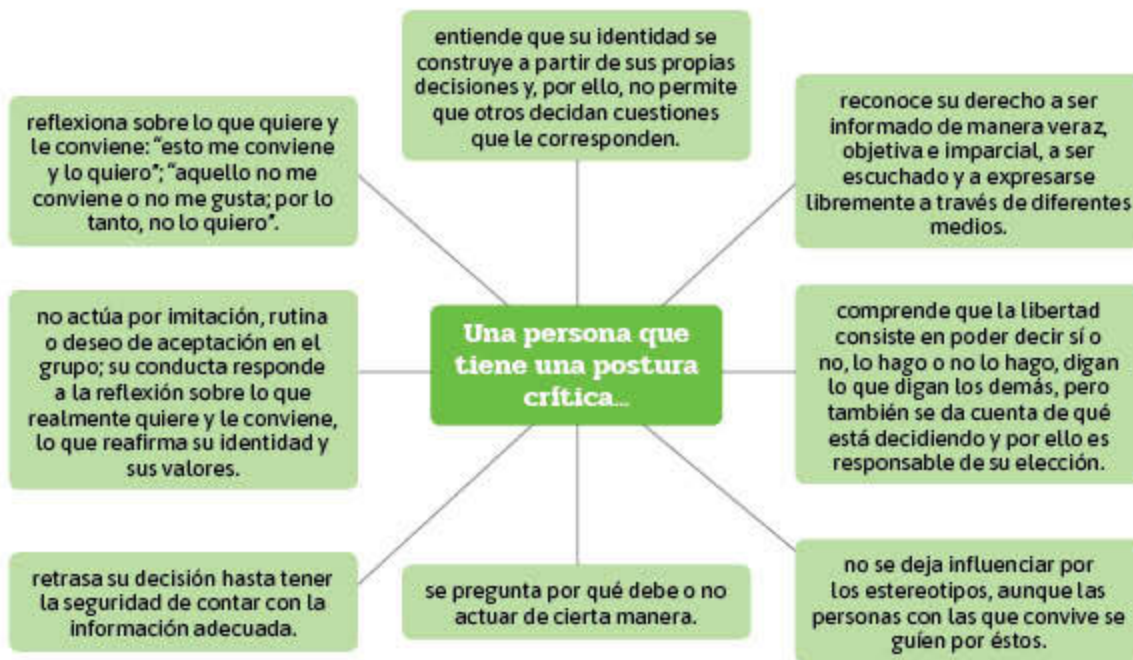 entiende que su identidad se
construye a partir de sus propias
decisiones y, por ello, no permite
que otros decidan cuestiones
que le corresponden.
reflexiona sobre lo que quiere y
le conviene: "esto me conviene
y lo quiero"; "aquello no me
conviene o no me gusta; por lo
tanto, no lo quiero".
reconoce su derecho a ser
informado de manera veraz,
objetiva e imparcial, a ser
escuchado y a expresarse
libremente a través de diferentes
medios.
no actúa por imitación, rutina
o deseo de aceptación en el
grupo; su conducta responde
a la reflexión sobre lo que
realmente quiere y le conviene,
lo que reafirma su identidad y
sus valores.
Una persona que
tiene una postura
crítica...
comprende que la libertad
consiste en poder decir sí o
no, lo hago o no lo hago, digan
lo que digan los demás, pero
también se da cuenta de qué
está decidiendo y por ello es
responsable de su elección.
retrasa su decisión hasta tener
la seguridad de contar con la
información adecuada.
se pregunta por qué debe o no
actuar de cierta manera.
no se deja influenciar por
los estereotipos, aunque las
personas con las que convive se
guíen por éstos.